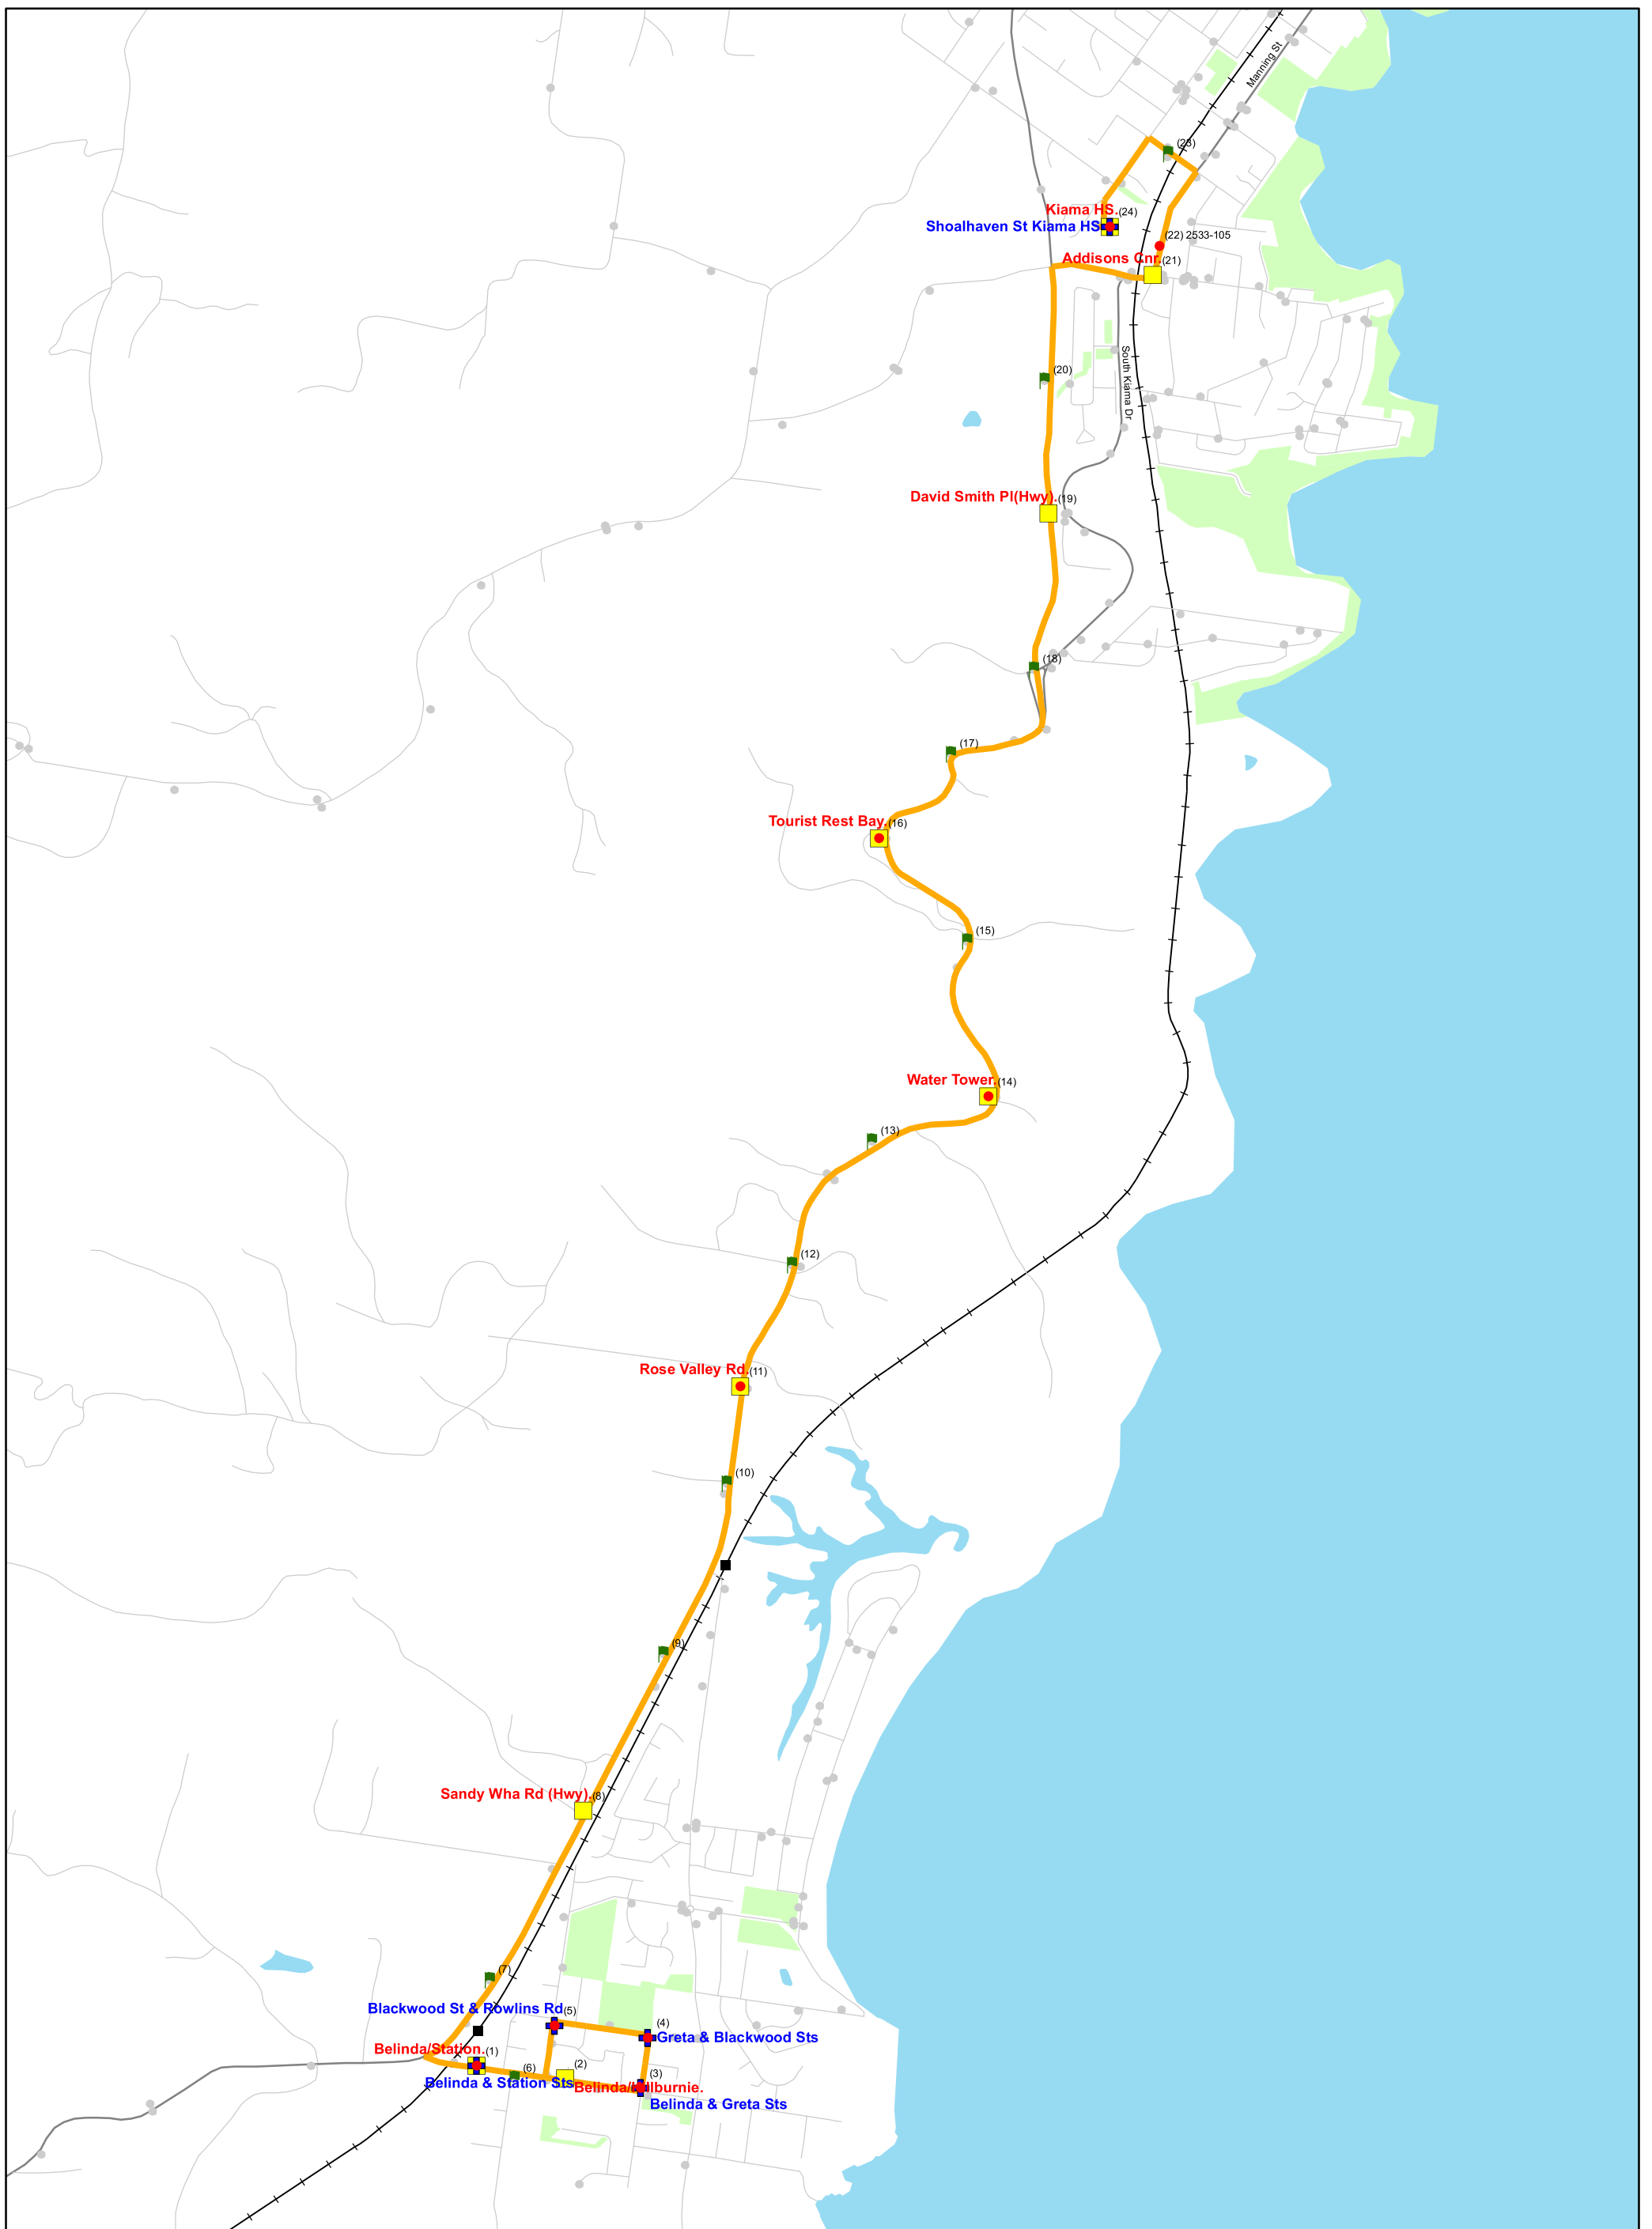 Manning St
(23)
Kiama HS. (24)
Shoalhaven St Kiama HS
(22) 2533-105
Addisons Cnr. (21)
South Kiama Dr
(20)
David Smith Pl(Hwy). (19)
(18)
(17)
Tourist Rest Bay. (16)
(15)
Water Tower. (14)
(13)
(12)
Rose Valley Rd. (11)
(10)
(9)
Sandy Wha Rd (Hwy). (8)
(7)
Blackwood St & Rowlins Rd (5)
(4)
Greta & Blackwood Sts
Belinda/Station. (1)
(6)
(2)
(3)
Belinda & Station Sts
Belinda & Greta Sts